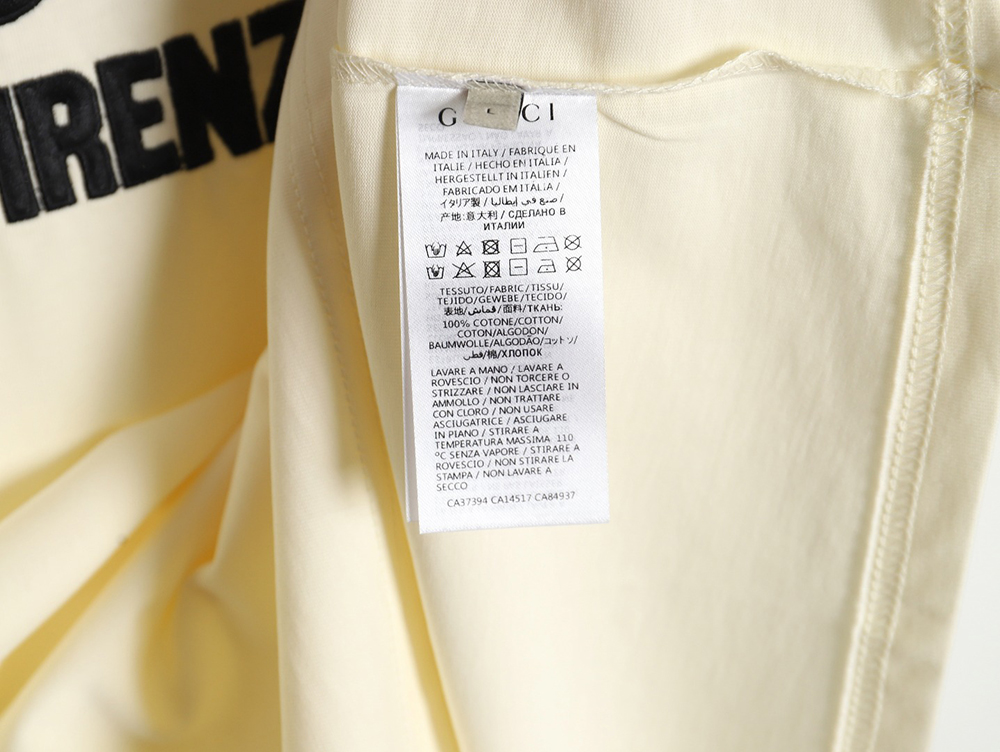 IRENZ
G CCI
L
MADE IN ITALY / FABRIQUE EN
ITALIE / HECHO EN ITALIA /
HERGESTELLT IN ITALIEN /
FABRICADO EM ITALIA /
イタリア製 / صنع في إيطاليا /
产地:意大利 / СДЕЛАНО В
ИТАЛИИ
TESSUTO/FABRIC/TISSU/
TEJIDO/GEWEBE/TECIDO/
表地/قماش/面料/ТКАНЬ:
100% COTONE/COTTON/
COTON/ALGODON/
BAUMWOLLE/ALGODÃO/コットン/
قطن/棉/ХЛОПОК
LAVARE A MANO / LAVARE A
ROVESCIO / NON TORCERE O
STRIZZARE / NON LASCIARE IN
AMMOLLO / NON TRATTARE
CON CLORO / NON USARE
ASCIUGATRICE / ASCIUGARE
IN PIANO / STIRARE A
TEMPERATURA MASSIMA 110
°C SENZA VAPORE / STIRARE A
ROVESCIO / NON STIRARE LA
STAMPA / NON LAVARE A
SECCO
CA37394 CA14517 CA84937